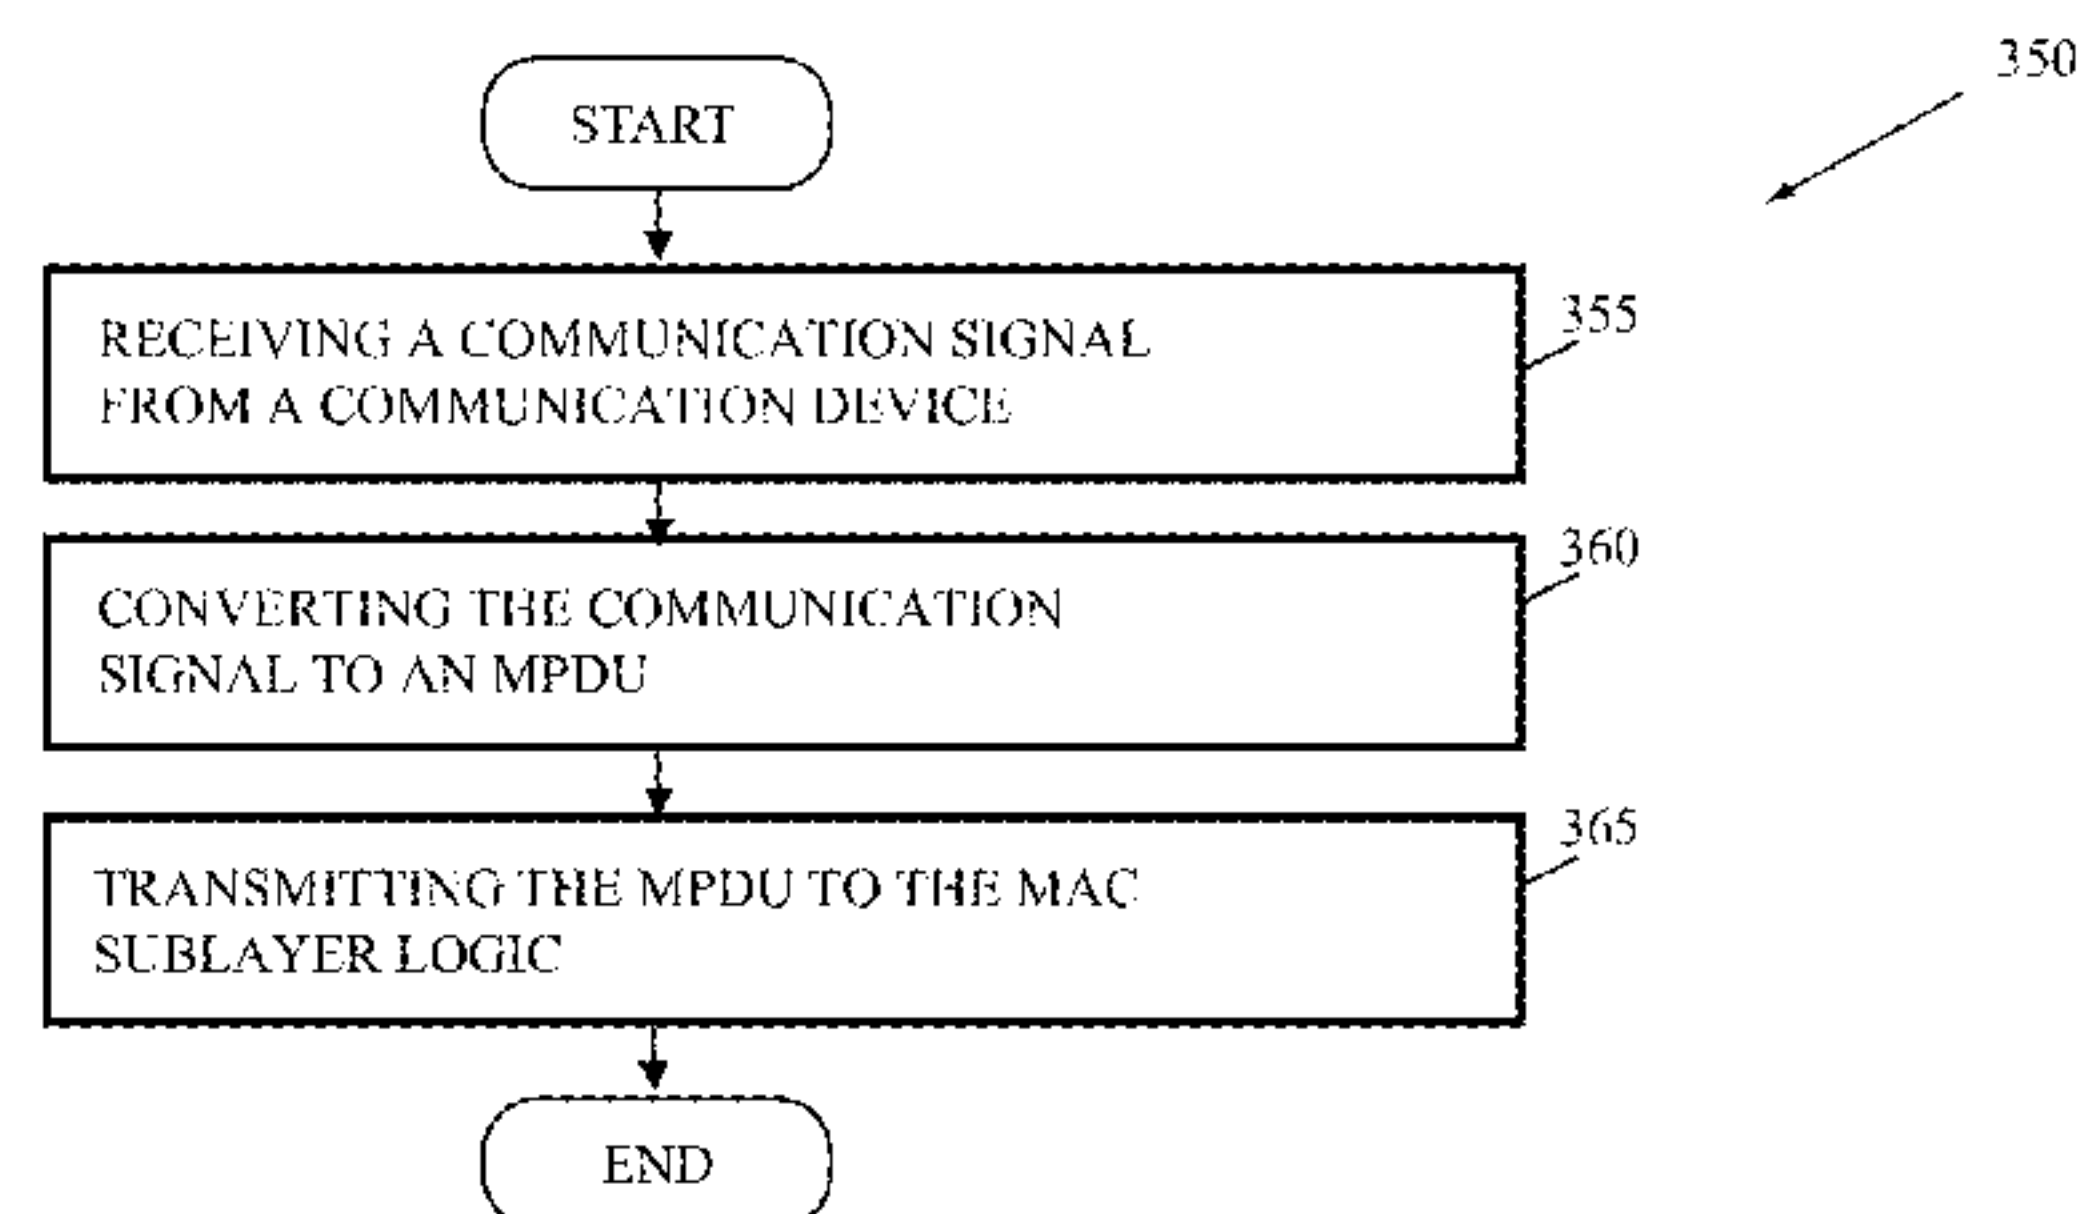 350
START
RECEIVING A COMMUNICATION SIGNAL
FROM A COMMUNICATION DEVICE
355
CONVERTING THE COMMUNICATION
SIGNAL TO AN MPDU
360
TRANSMITTING THE MPDU TO THE MAC
SUBLAYER LOGIC
365
END